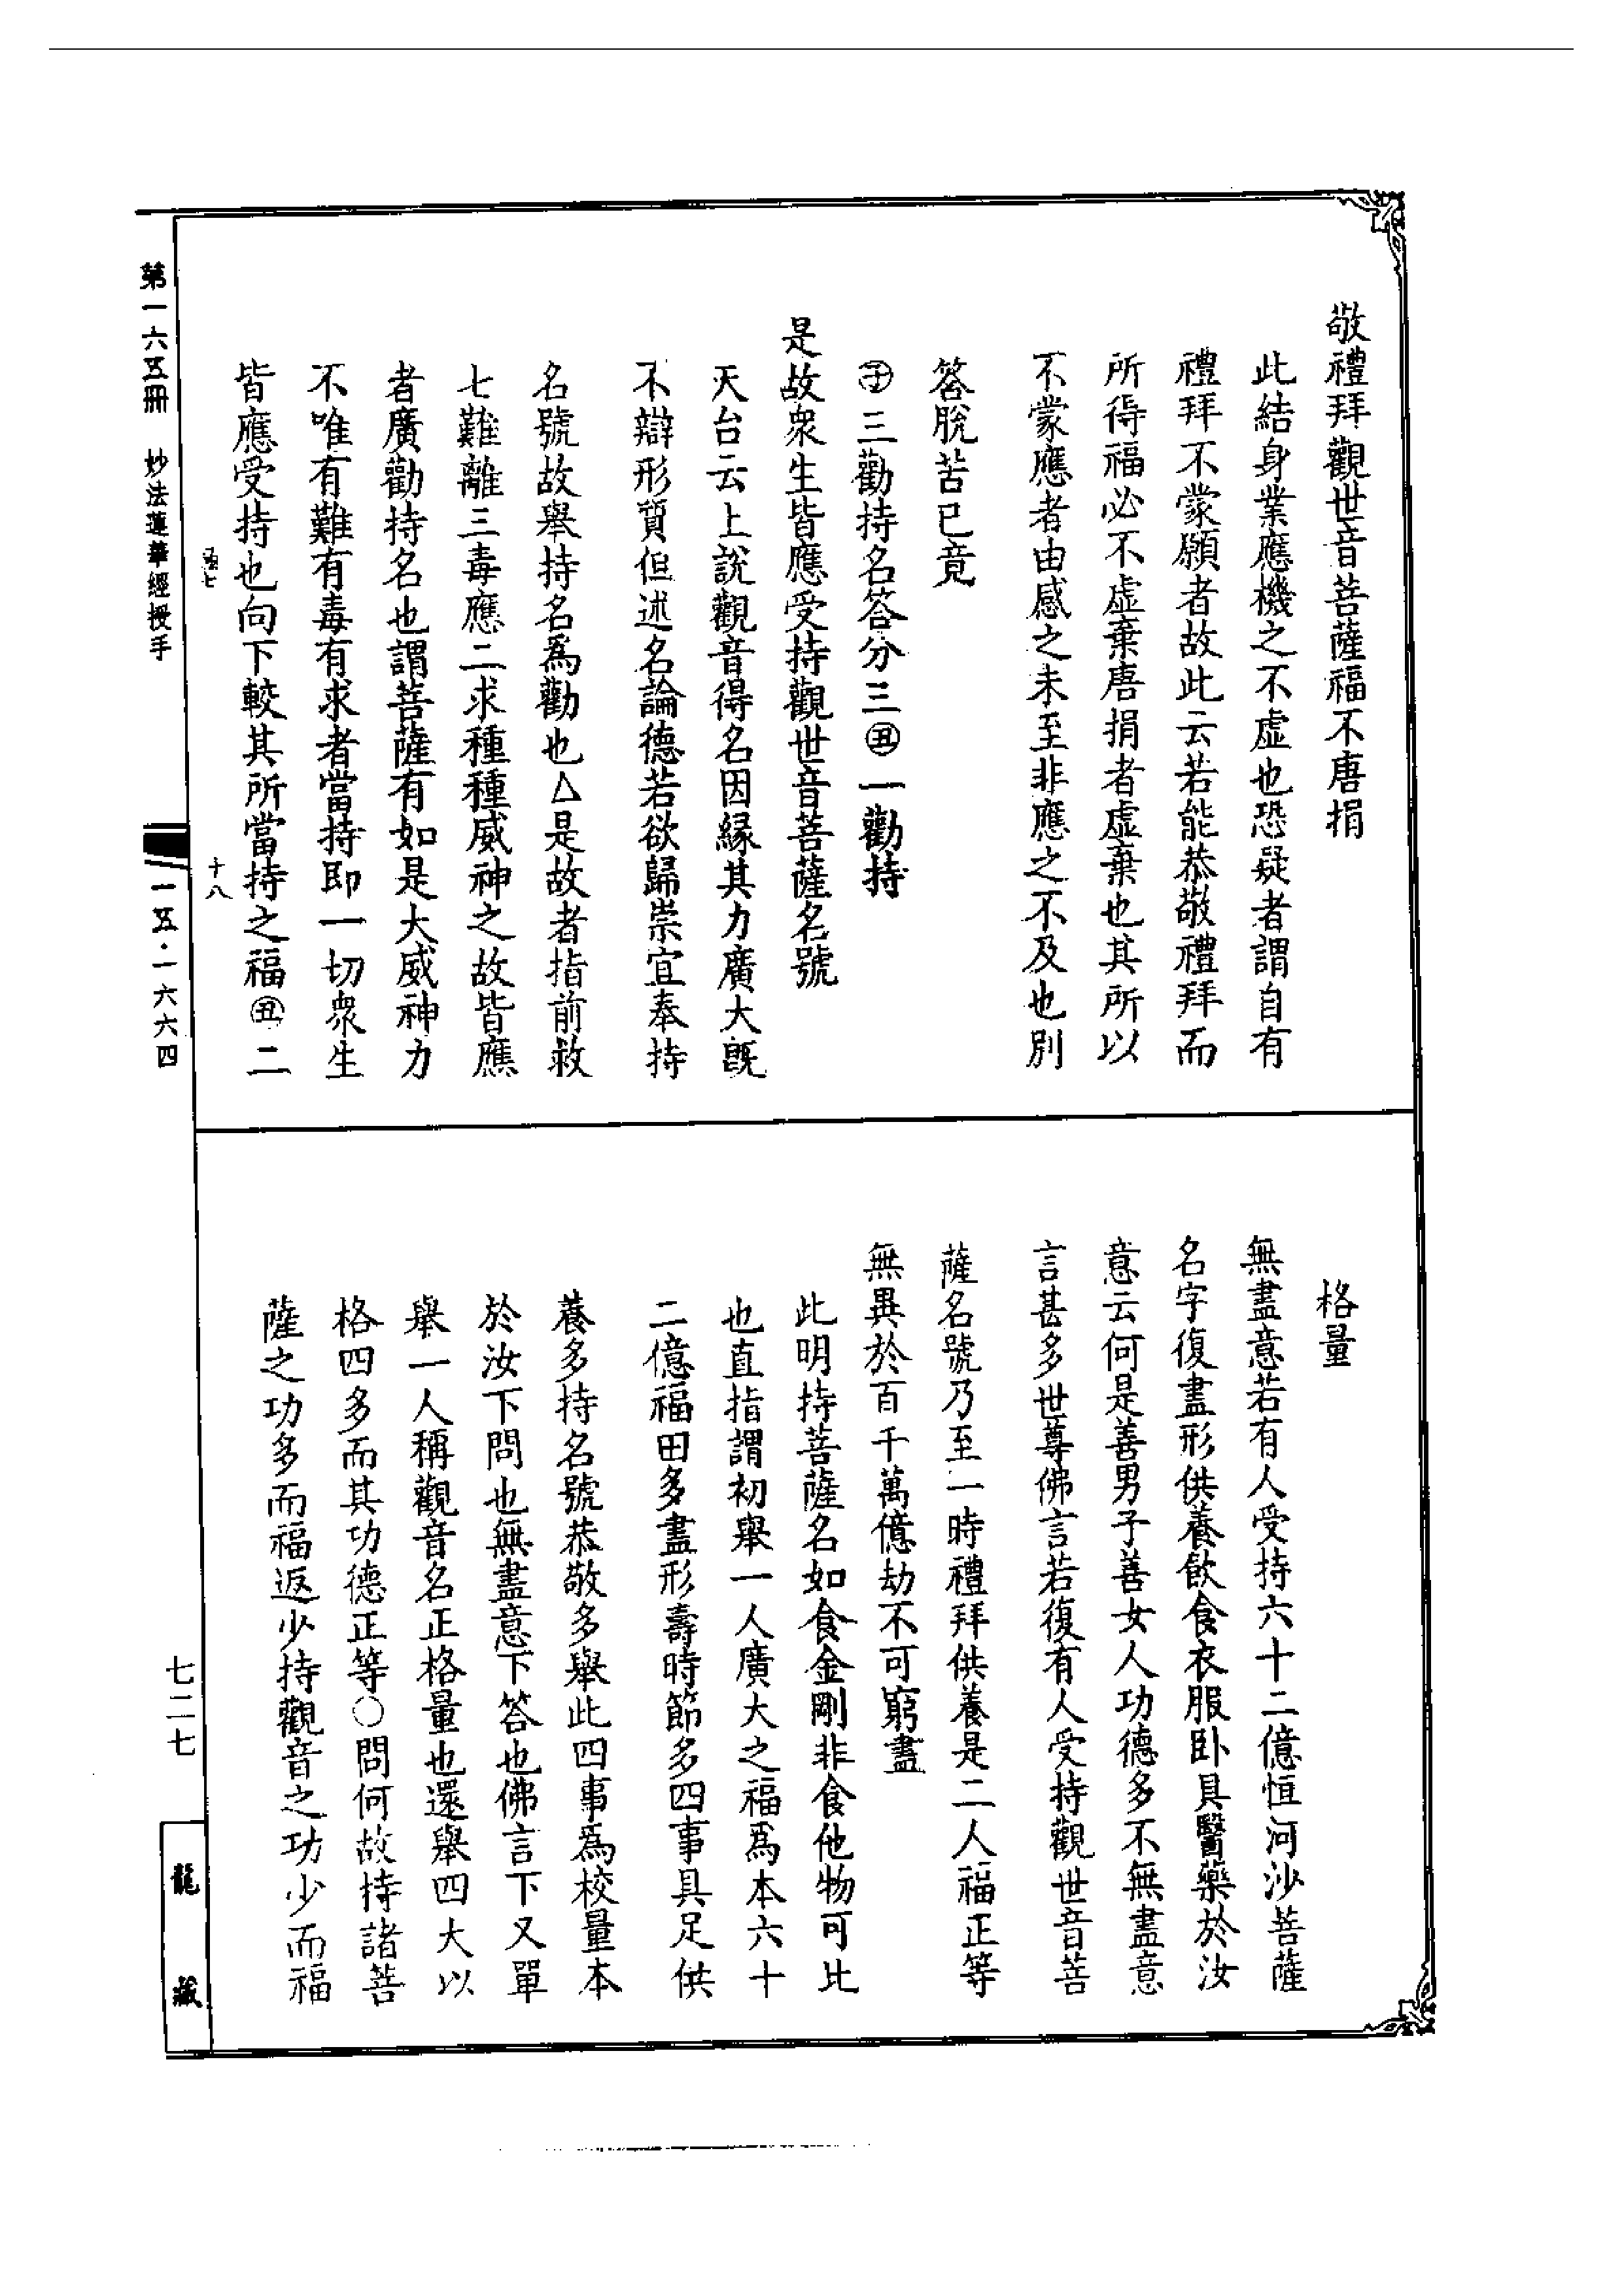 敬禮拜觀世音菩薩福不唐捐
此結身業應機之不虛也恐疑者謂自有
禮拜不蒙願者故此云若能恭敬禮拜而
所得福必不虛棄唐捐者虛棄也其所以
不蒙應者由感之未至非應之不及也別
答脫苦已竟
㊉三勸持名答分三㊄一勸持
是故衆生皆應受持觀世音菩薩名號
天台云上說觀音得名因緣其力廣大旣
不辯形質但述名論德若欲歸崇宜奉持
名號故舉持名爲勸也△是故者指前救
七難離三毒應二求種種威神之故皆應
者廣勸持名也謂菩薩有如是大威神力
不唯有難有毒有求者當持卽一切衆生
皆應受持也向下較其所當持之福㊄二
十八
格量
無盡意若有人受持六十二億恒河沙菩薩
名字復盡形供養飲食衣服臥具醫藥於汝
意云何是善男子善女人功德多不無盡意
言甚多世尊佛言若復有人受持觀世音菩
薩名號乃至一時禮拜供養是二人福正等
無異於百千萬億劫不可窮盡
此明持菩薩名如食金剛非食他物可比
也直指謂初舉一人廣大之福爲本六十
二億福田多盡形壽時節多四事具足供
養多持名號恭敬多舉此四事爲校量本
於汝下問也無盡意下答也佛言下又單
舉一人稱觀音名正格量也還舉四大以
格四多而其功德正等○問何故持諸菩
薩之功多而福返少持觀音之功少而福
第一六五冊 妙法蓮華經授手
一五·一六六四
七二七
龍藏